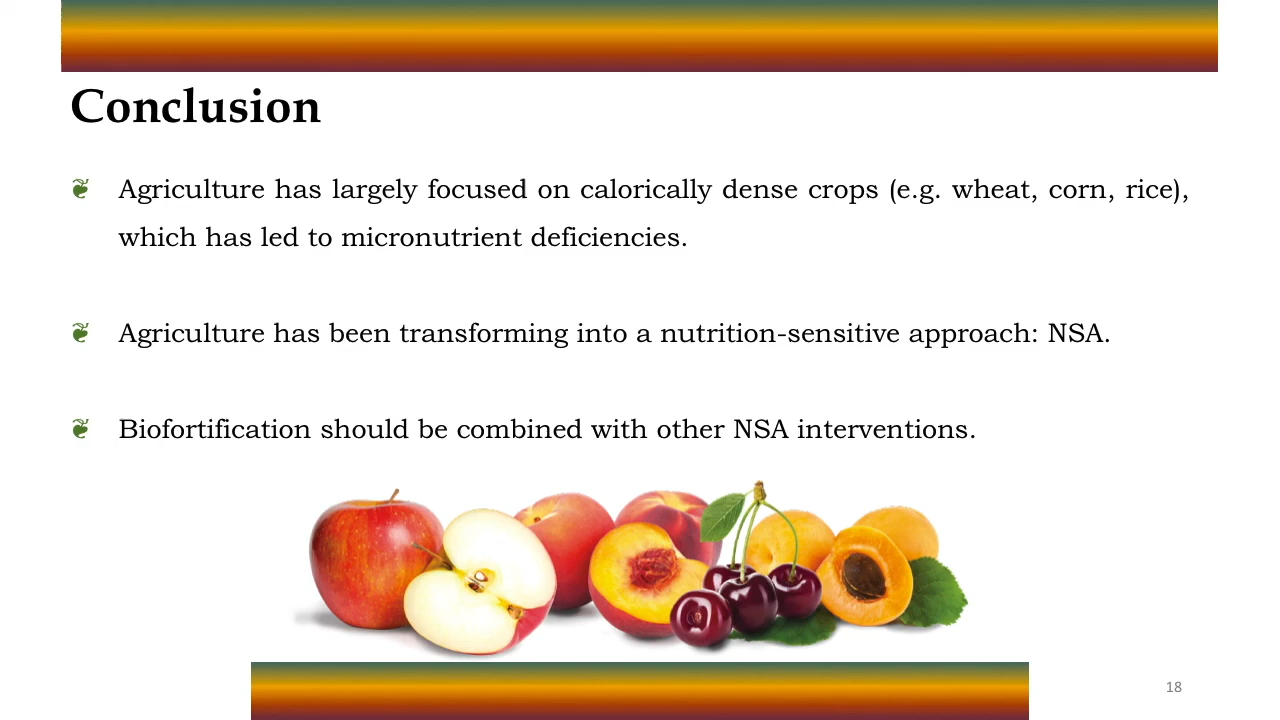 Conclusion
❦ Agriculture has largely focused on calorically dense crops (e.g. wheat, corn, rice),
which has led to micronutrient deficiencies.
❦ Agriculture has been transforming into a nutrition-sensitive approach: NSA.
❦ Biofortification should be combined with other NSA interventions.
18